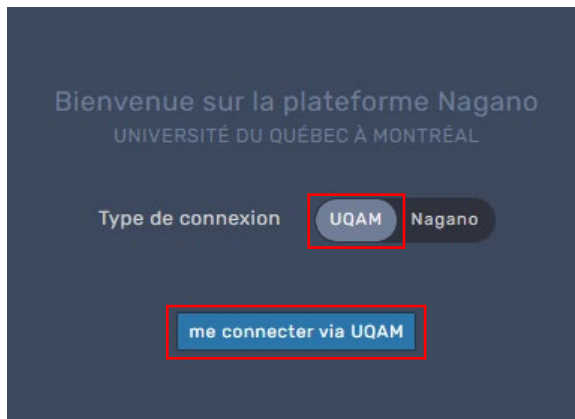 Bienvenue sur la plateforme Nagano
UNIVERSITÉ DU QUÉBEC À MONTRÉAL
Type de connexion UQAM Nagano
me connecter via UQAM